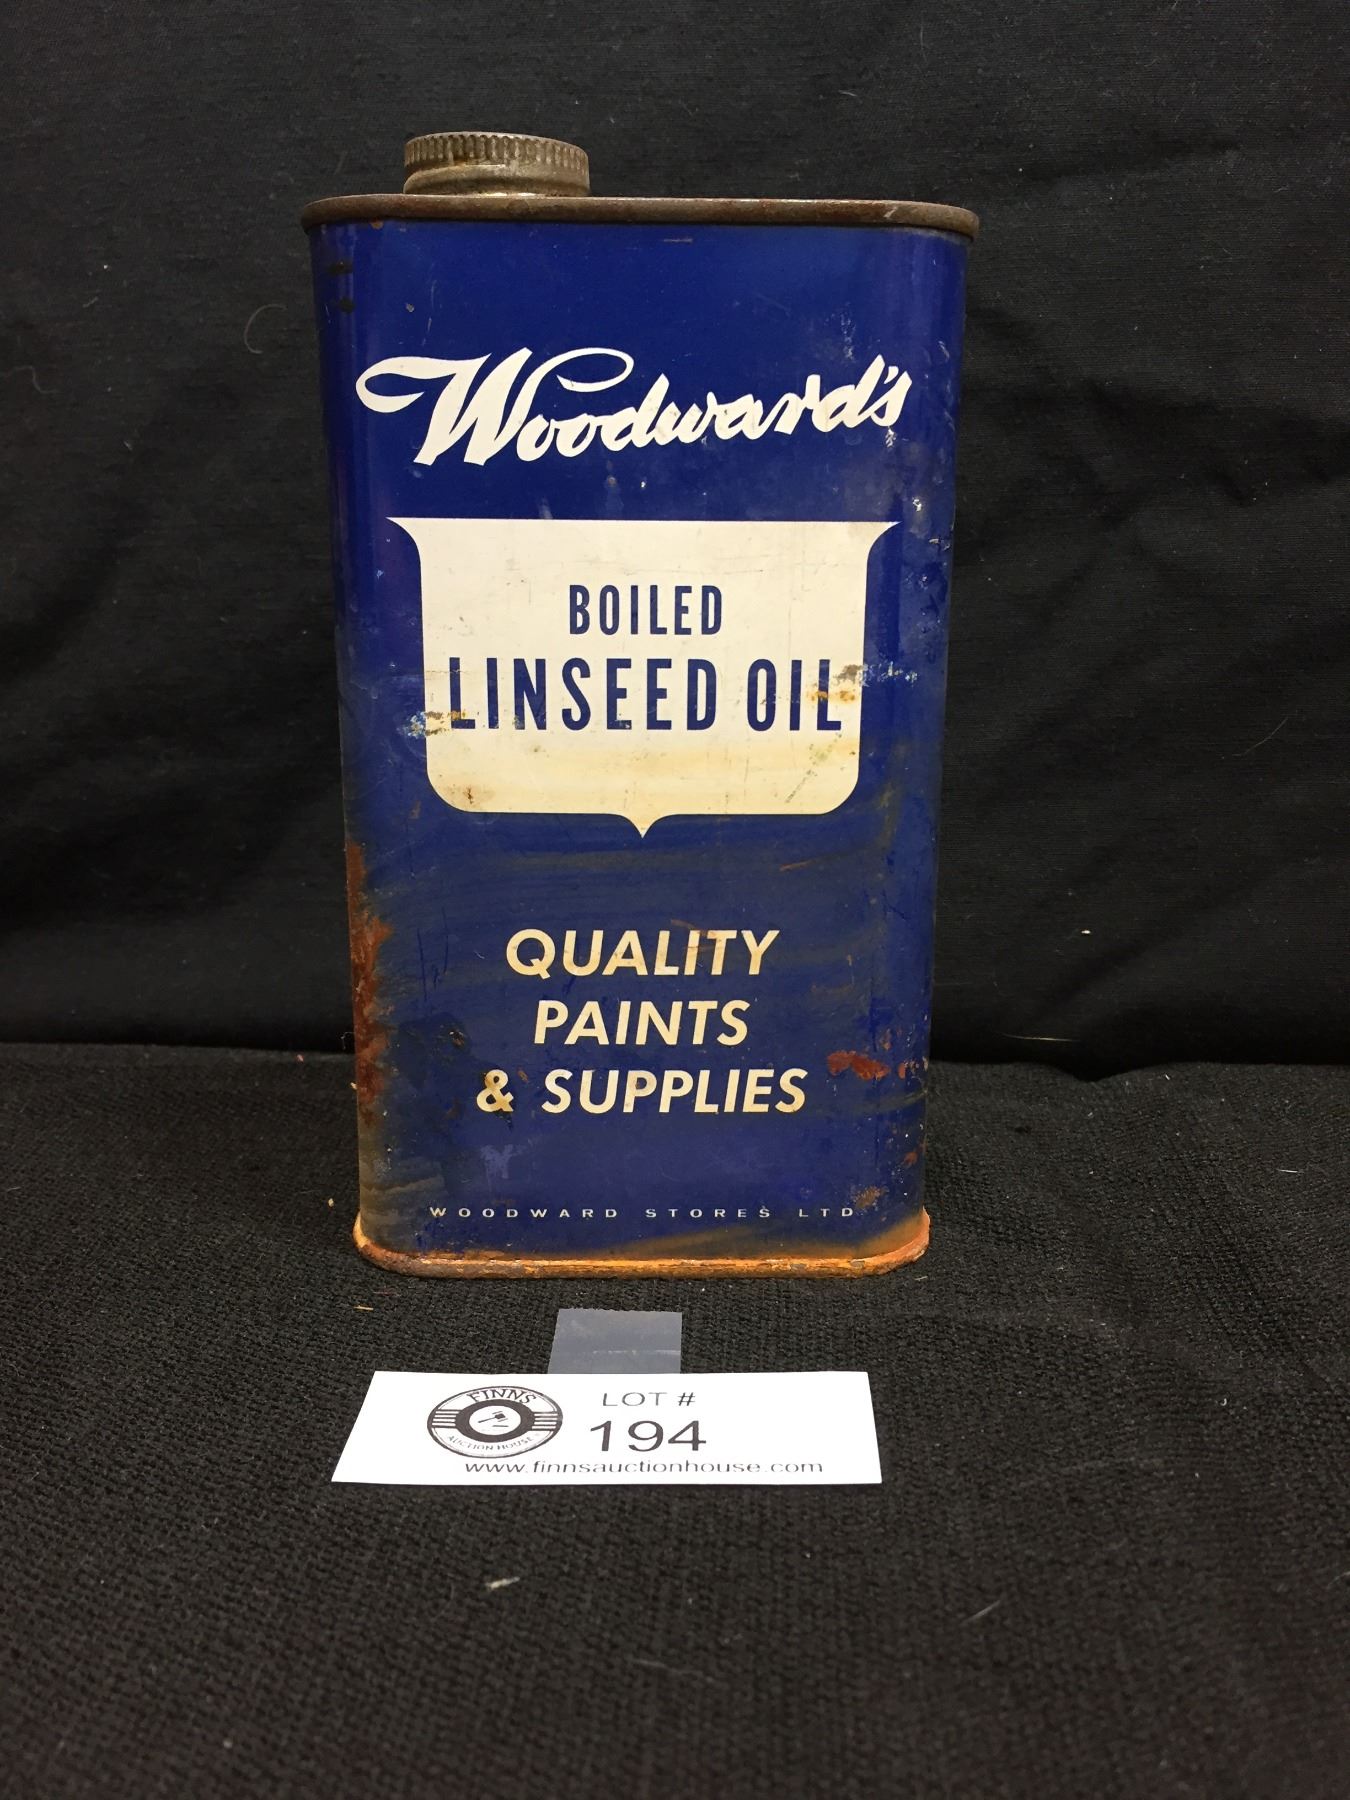 Woodward's
BOILED
LINSEED OIL
QUALITY
PAINTS
& SUPPLIES
WOODWARD STORES LTD.
FINNS
AUCTION HOUSE
LOT #
194
www.finnsauctionhouse.com